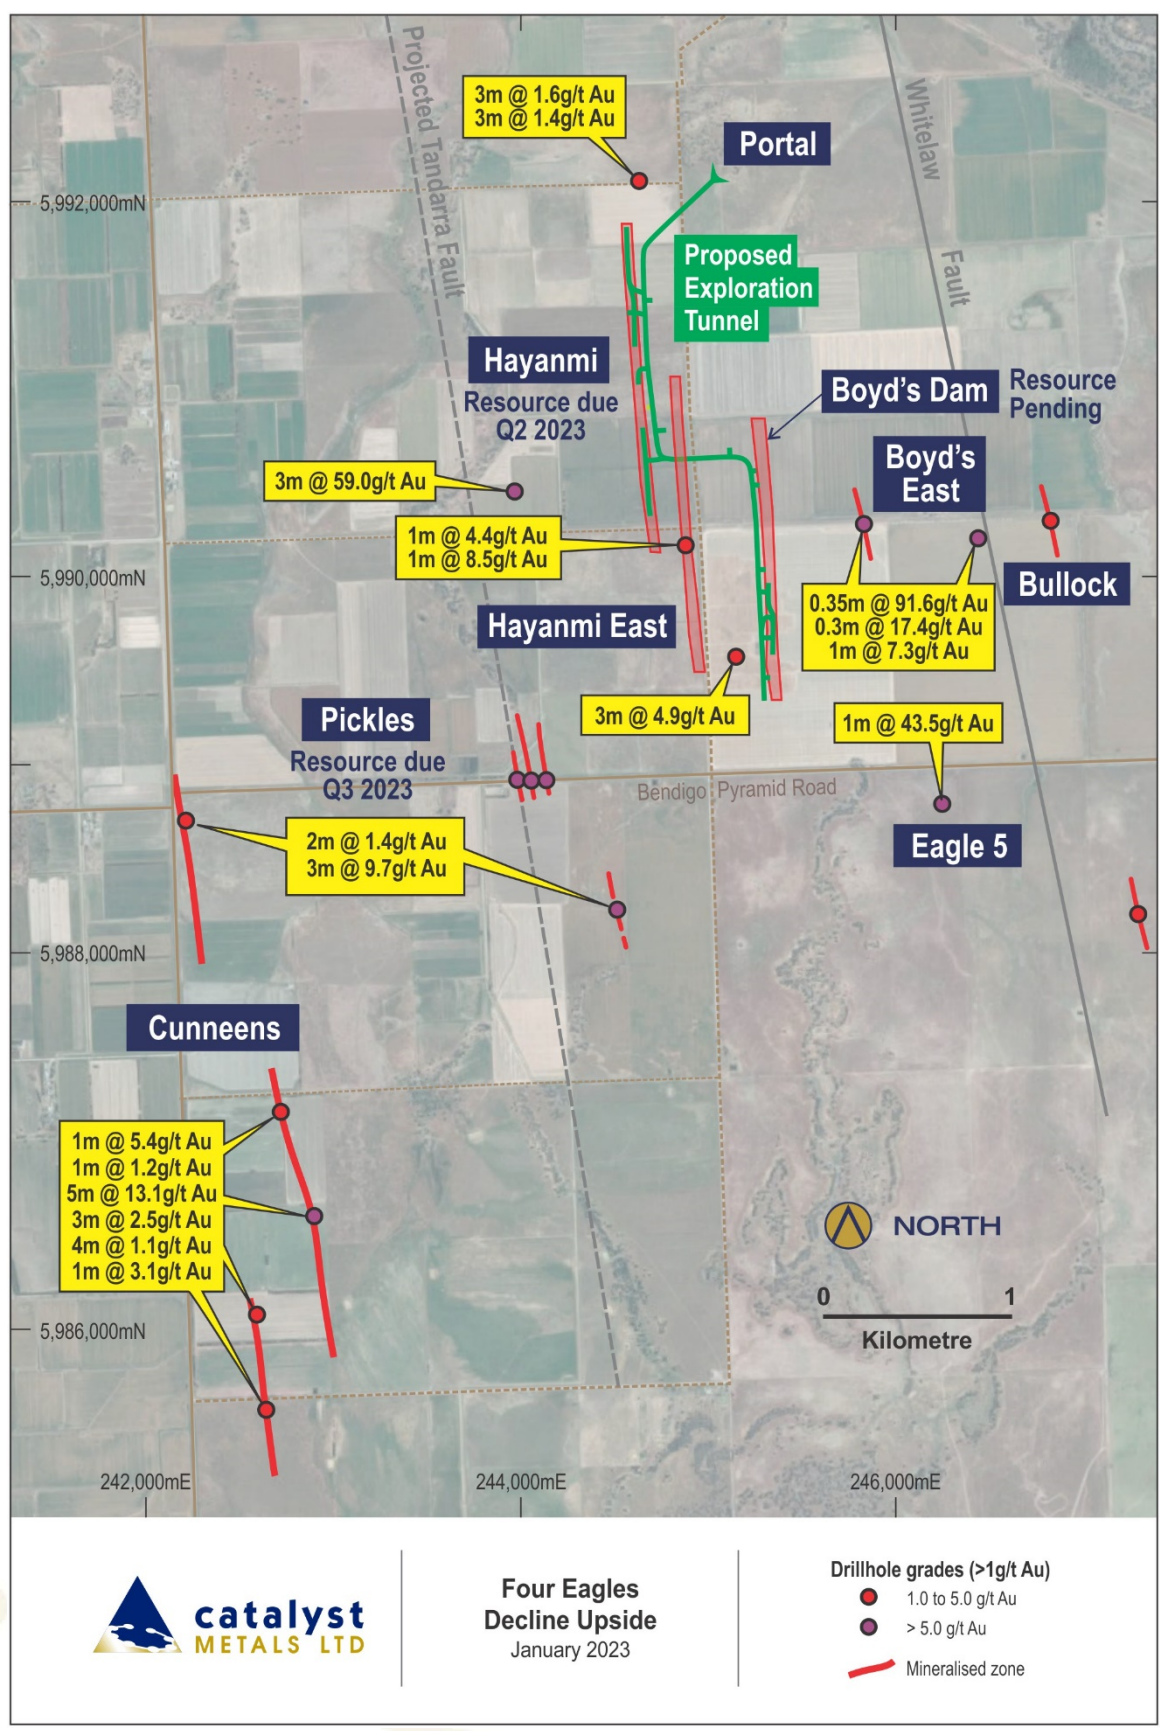 3m @ 1.6g/t Au
3m @ 1.4g/t Au
Projected Tandarra Fault
Whitelaw
Fault
Portal
5,992,000mN
Proposed
Exploration
Tunnel
Hayanmi
Resource due
Q2 2023
Boyd's Dam
Resource
Pending
Boyd's
East
3m @ 59.0g/t Au
1m @ 4.4g/t Au
1m @ 8.5g/t Au
5,990,000mN
Bullock
0.35m @ 91.6g/t Au
0.3m @ 17.4g/t Au
1m @ 7.3g/t Au
Hayanmi East
3m @ 4.9g/t Au
1m @ 43.5g/t Au
Pickles
Resource due
Q3 2023
Bendigo Pyramid Road
2m @ 1.4g/t Au
3m @ 9.7g/t Au
Eagle 5
5,988,000mN
Cunneens
1m @ 5.4g/t Au
1m @ 1.2g/t Au
5m @ 13.1g/t Au
3m @ 2.5g/t Au
4m @ 1.1g/t Au
1m @ 3.1g/t Au
NORTH
0 1
Kilometre
5,986,000mN
242,000mE
244,000mE
246,000mE
catalyst
METALS LTD
Four Eagles
Decline Upside
January 2023
Drillhole grades (>1g/t Au)
1.0 to 5.0 g/t Au
> 5.0 g/t Au
Mineralised zone